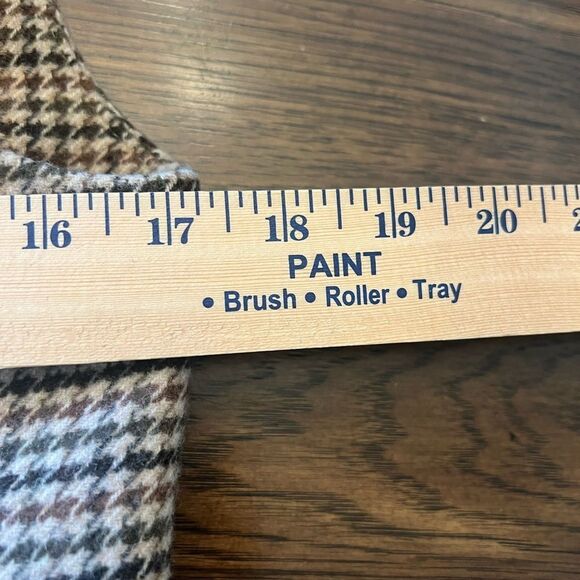 16 17 18 19 20
PAINT
• Brush • Roller • Tray